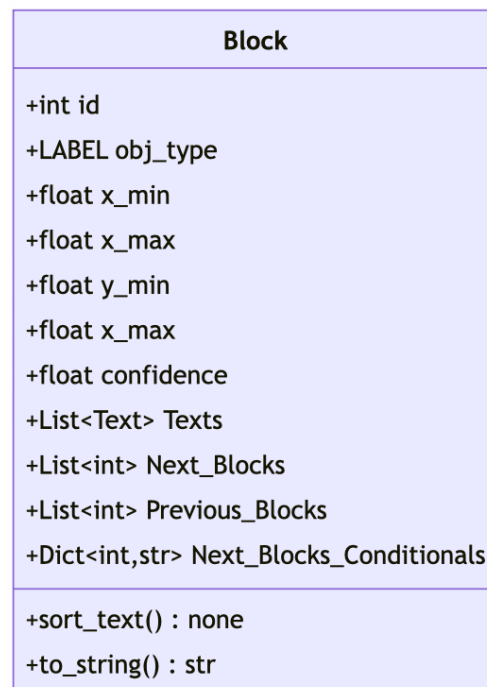 Block
+int id
+LABEL obj_type
+float x_min
+float x_max
+float y_min
+float x_max
+float confidence
+List<Text> Texts
+List<int> Next_Blocks
+List<int> Previous_Blocks
+Dict<int,str> Next_Blocks_Conditionals
+sort_text() : none
+to_string() : str